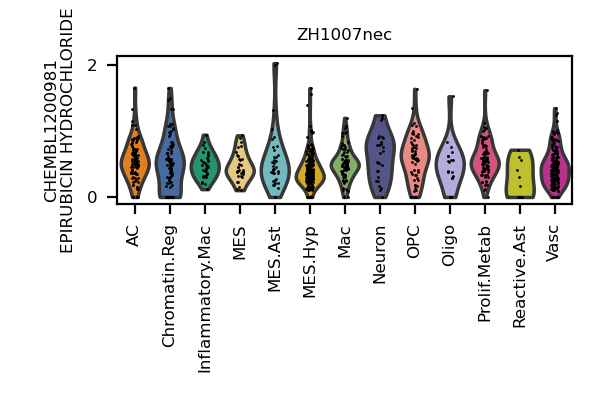 ZH1007nec
CHEMBL1200981
EPIRUBICIN HYDROCHLORIDE
2
0
AC
Chromatin.Reg
Inflammatory.Mac
MES
MES.Ast
MES.Hyp
Mac
Neuron
OPC
Oligo
Prolif.Metab
Reactive.Ast
Vasc